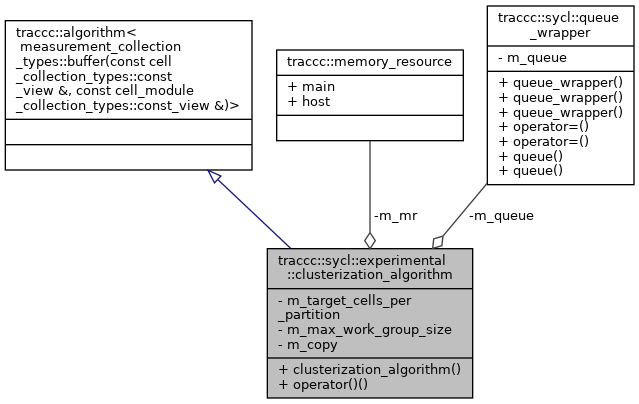 traccc::algorithm<
measurement_collection
_types::buffer(const cell
_collection_types::const
_view &, const cell_module
_collection_types::const_view &)>
traccc::memory_resource
+ main
+ host
traccc::sycl::queue
_wrapper
- m_queue
+ queue_wrapper()
+ queue_wrapper()
+ queue_wrapper()
+ operator=()
+ operator=()
+ queue()
+ queue()
-m_mr
-m_queue
traccc::sycl::experimental
::clusterization_algorithm
- m_target_cells_per
_partition
- m_max_work_group_size
- m_copy
+ clusterization_algorithm()
+ operator()()